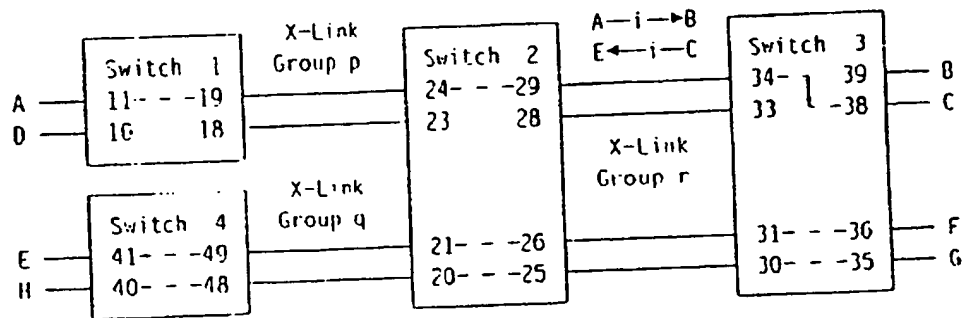 A—i—►B
E◄—i—C
X-Link
Group p
Switch 1
11- - -19
10 18
A
D
Switch 2
24- - -29
23 28
21- - -26
20- - -25
Switch 3
34- 39
33 -38
31- - -36
30- - -35
B
C
F
G
X-Link
Group r
X-Link
Group q
Switch 4
41- - -49
40- - -48
E
H